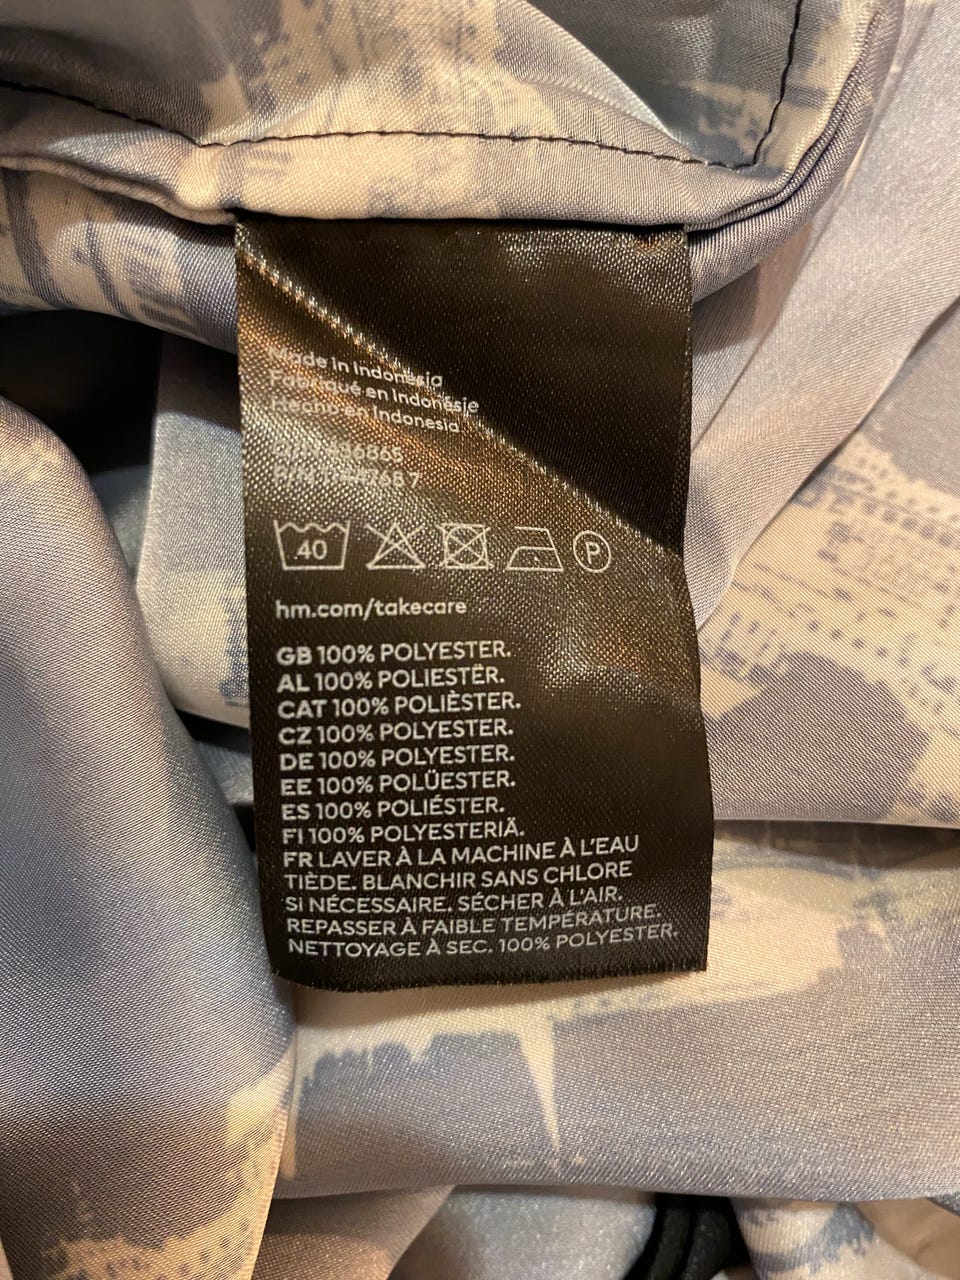 Made in Indonesia
Fabriqué en Indonésie
Hecho en Indonesia
40
P
hm.com/takecare
GB 100% POLYESTER.
AL 100% POLIESTËR.
CAT 100% POLIÈSTER.
CZ 100% POLYESTER.
DE 100% POLYESTER.
EE 100% POLÜESTER.
ES 100% POLIÉSTER.
FI 100% POLYESTERIÄ.
FR LAVER À LA MACHINE À L'EAU
TIÈDE. BLANCHIR SANS CHLORE
SI NÉCESSAIRE. SÉCHER À L'AIR.
REPASSER À FAIBLE TEMPÉRATURE.
NETTOYAGE À SEC. 100% POLYESTER.